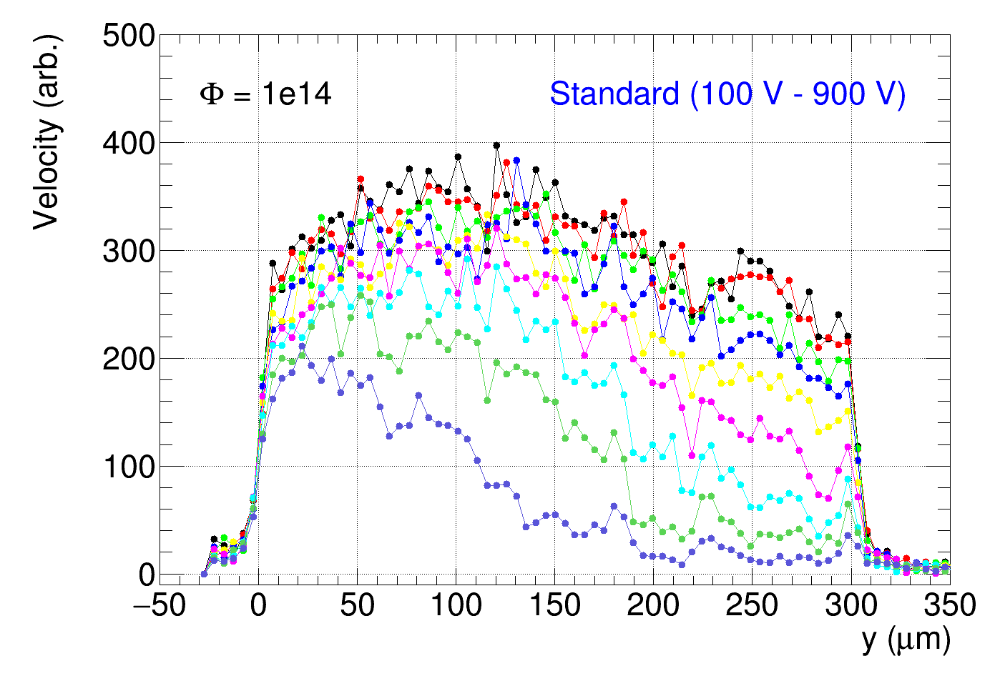 Velocity (arb.)
500
400
300
200
100
0
Φ = 1e14
Standard (100 V - 900 V)
−50 0 50 100 150 200 250 300 350
y (μm)